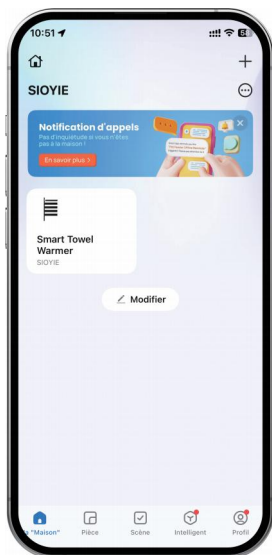 10:51
SIOYIE
Notification d'appels
Pas d'inquiétude si vous n'êtes
pas à la maison !
En savoir plus >
Smart Towel
Warmer
SIOYIE
Modifier
"Maison"
Pièce
Scène
Intelligent
Profil